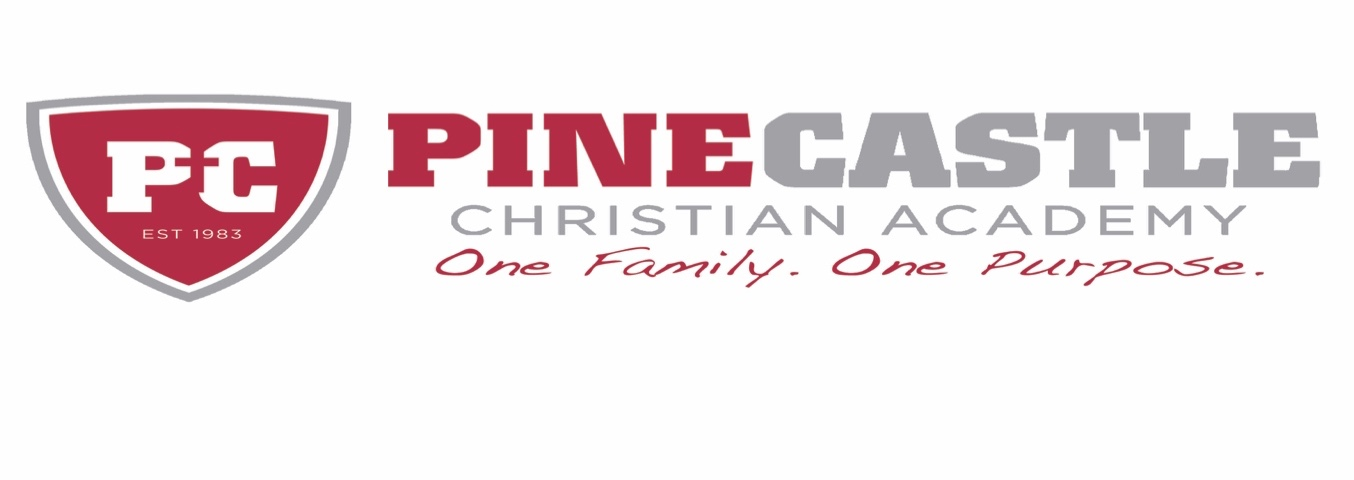 PC
EST 1983
PINECASTLE
CHRISTIAN ACADEMY
One Family. One Purpose.